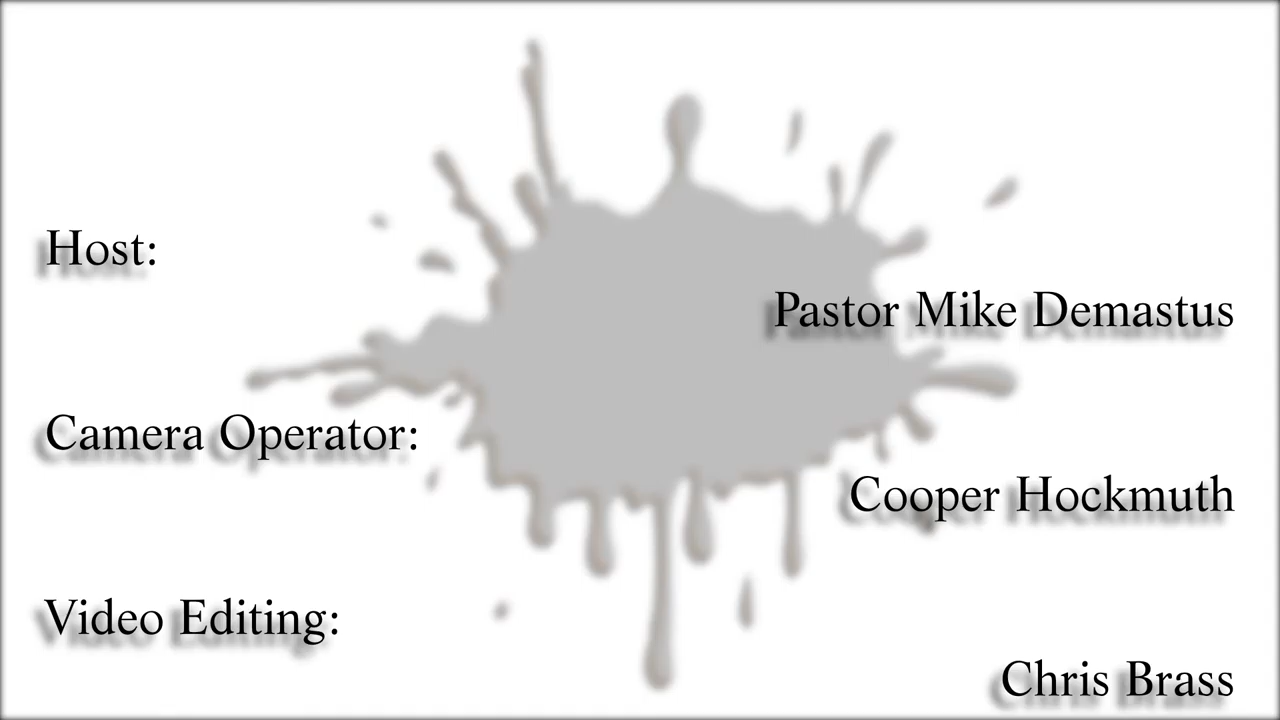 Host:
Pastor Mike Demastus
Camera Operator:
Cooper Hockmuth
Video Editing:
Chris Brass